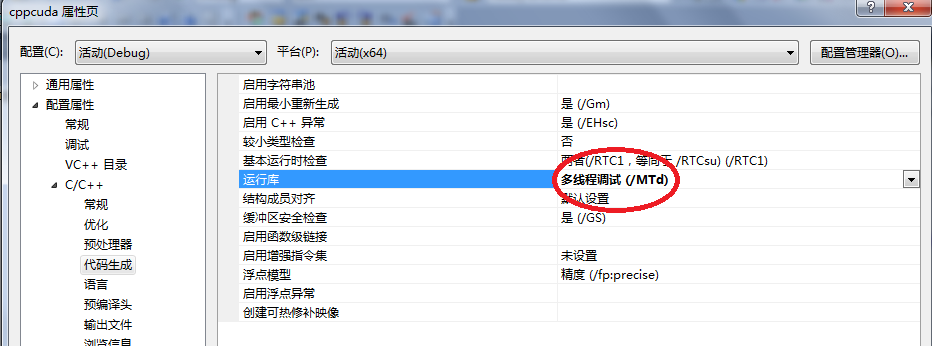 cppcuda 属性页
配置(C): 活动(Debug) 平台(P): 活动(x64) 配置管理器(O)...
通用属性
配置属性
常规
调试
VC++ 目录
C/C++
常规
优化
预处理器
代码生成
语言
预编译头
输出文件
浏览信息
启用字符串池
启用最小重新生成 是 (/Gm)
启用 C++ 异常 是 (/EHsc)
较小类型检查 否
基本运行时检查 两者(/RTC1，等同于 /RTCsu) (/RTC1)
运行库 多线程调试 (/MTd)
结构成员对齐 默认设置
缓冲区安全检查 是 (/GS)
启用函数级链接
启用增强指令集 未设置
浮点模型 精度 (/fp:precise)
启用浮点异常
创建可热修补映像